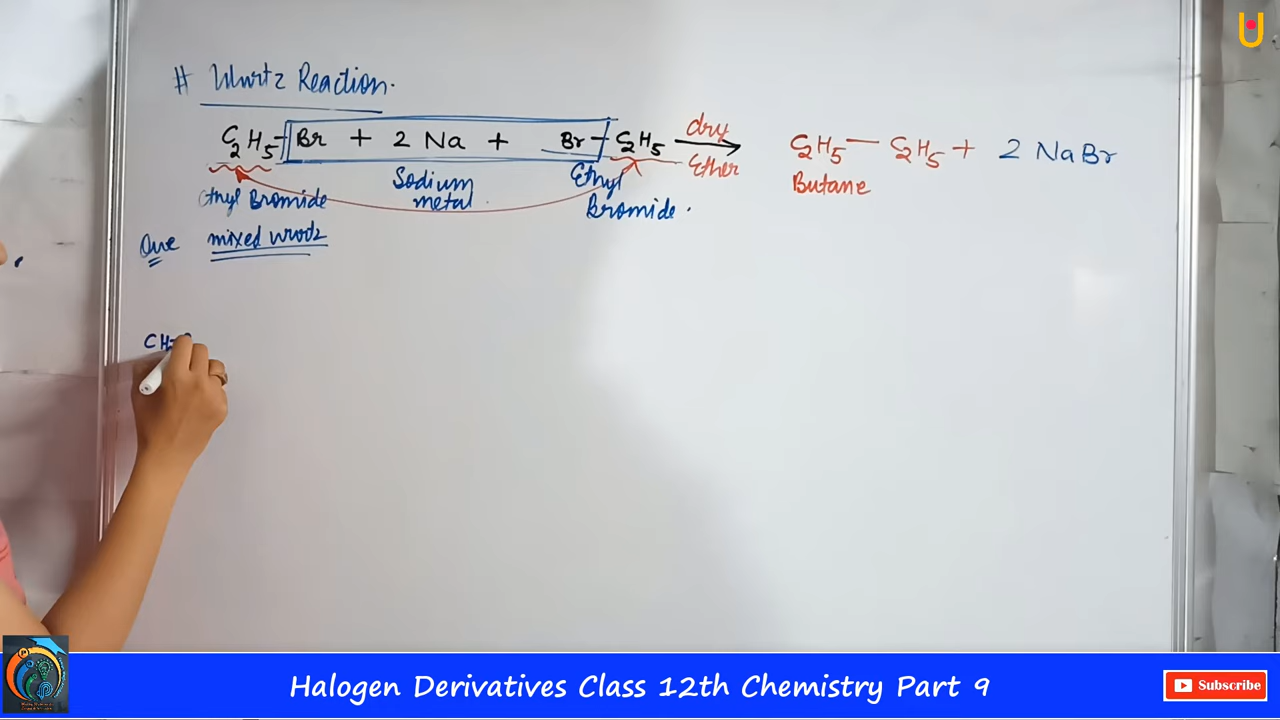 # Wurtz Reaction.
C2H5-Br + 2 Na + Br-C2H5 dry Ether → C2H5-C2H5 + 2 NaBr
Ethyl Bromide Sodium metal. Ethyl Bromide. Butane
Que mixed wurtz
CH3
Halogen Derivatives Class 12th Chemistry Part 9
Subscribe